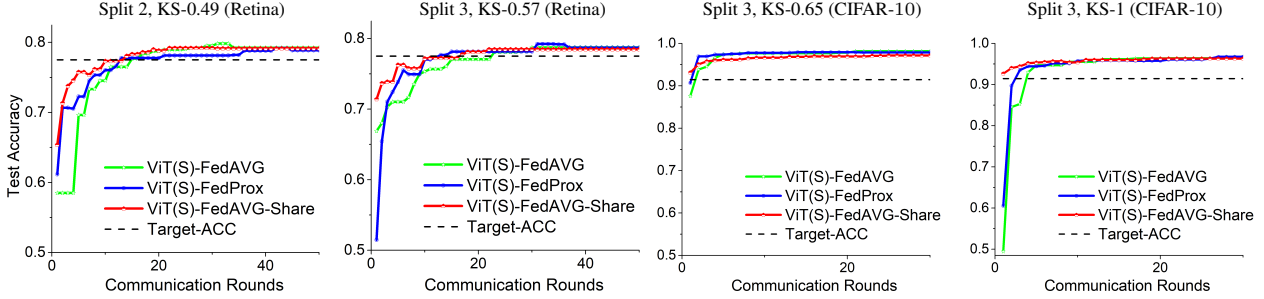 Split 2, KS-0.49 (Retina)
0.8
0.7
0.6
0.5
Test Accuracy
ViT(S)-FedAVG
ViT(S)-FedProx
ViT(S)-FedAVG-Share
Target-ACC
0 20 40
Communication Rounds
Split 3, KS-0.57 (Retina)
0.8
0.7
0.6
0.5
ViT(S)-FedAVG
ViT(S)-FedProx
ViT(S)-FedAVG-Share
Target-ACC
0 20 40
Communication Rounds
Split 3, KS-0.65 (CIFAR-10)
1.0
0.9
0.8
0.7
0.6
0.5
ViT(S)-FedAVG
ViT(S)-FedProx
ViT(S)-FedAVG-Share
Target-ACC
0 20
Communication Rounds
Split 3, KS-1 (CIFAR-10)
1.0
0.9
0.8
0.7
0.6
0.5
ViT(S)-FedAVG
ViT(S)-FedProx
ViT(S)-FedAVG-Share
Target-ACC
0 20
Communication Rounds